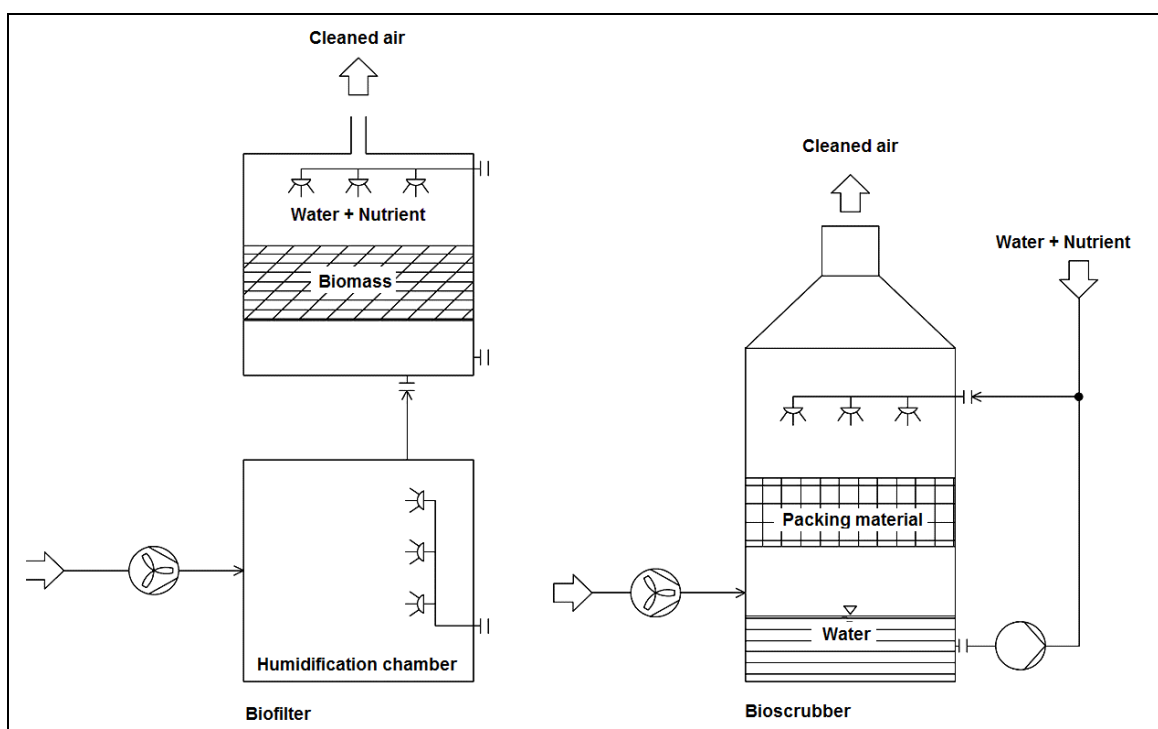 Cleaned air
Water + Nutrient
Biomass
Humidification chamber
Biofilter
Cleaned air
Water + Nutrient
Packing material
Water
Bioscrubber